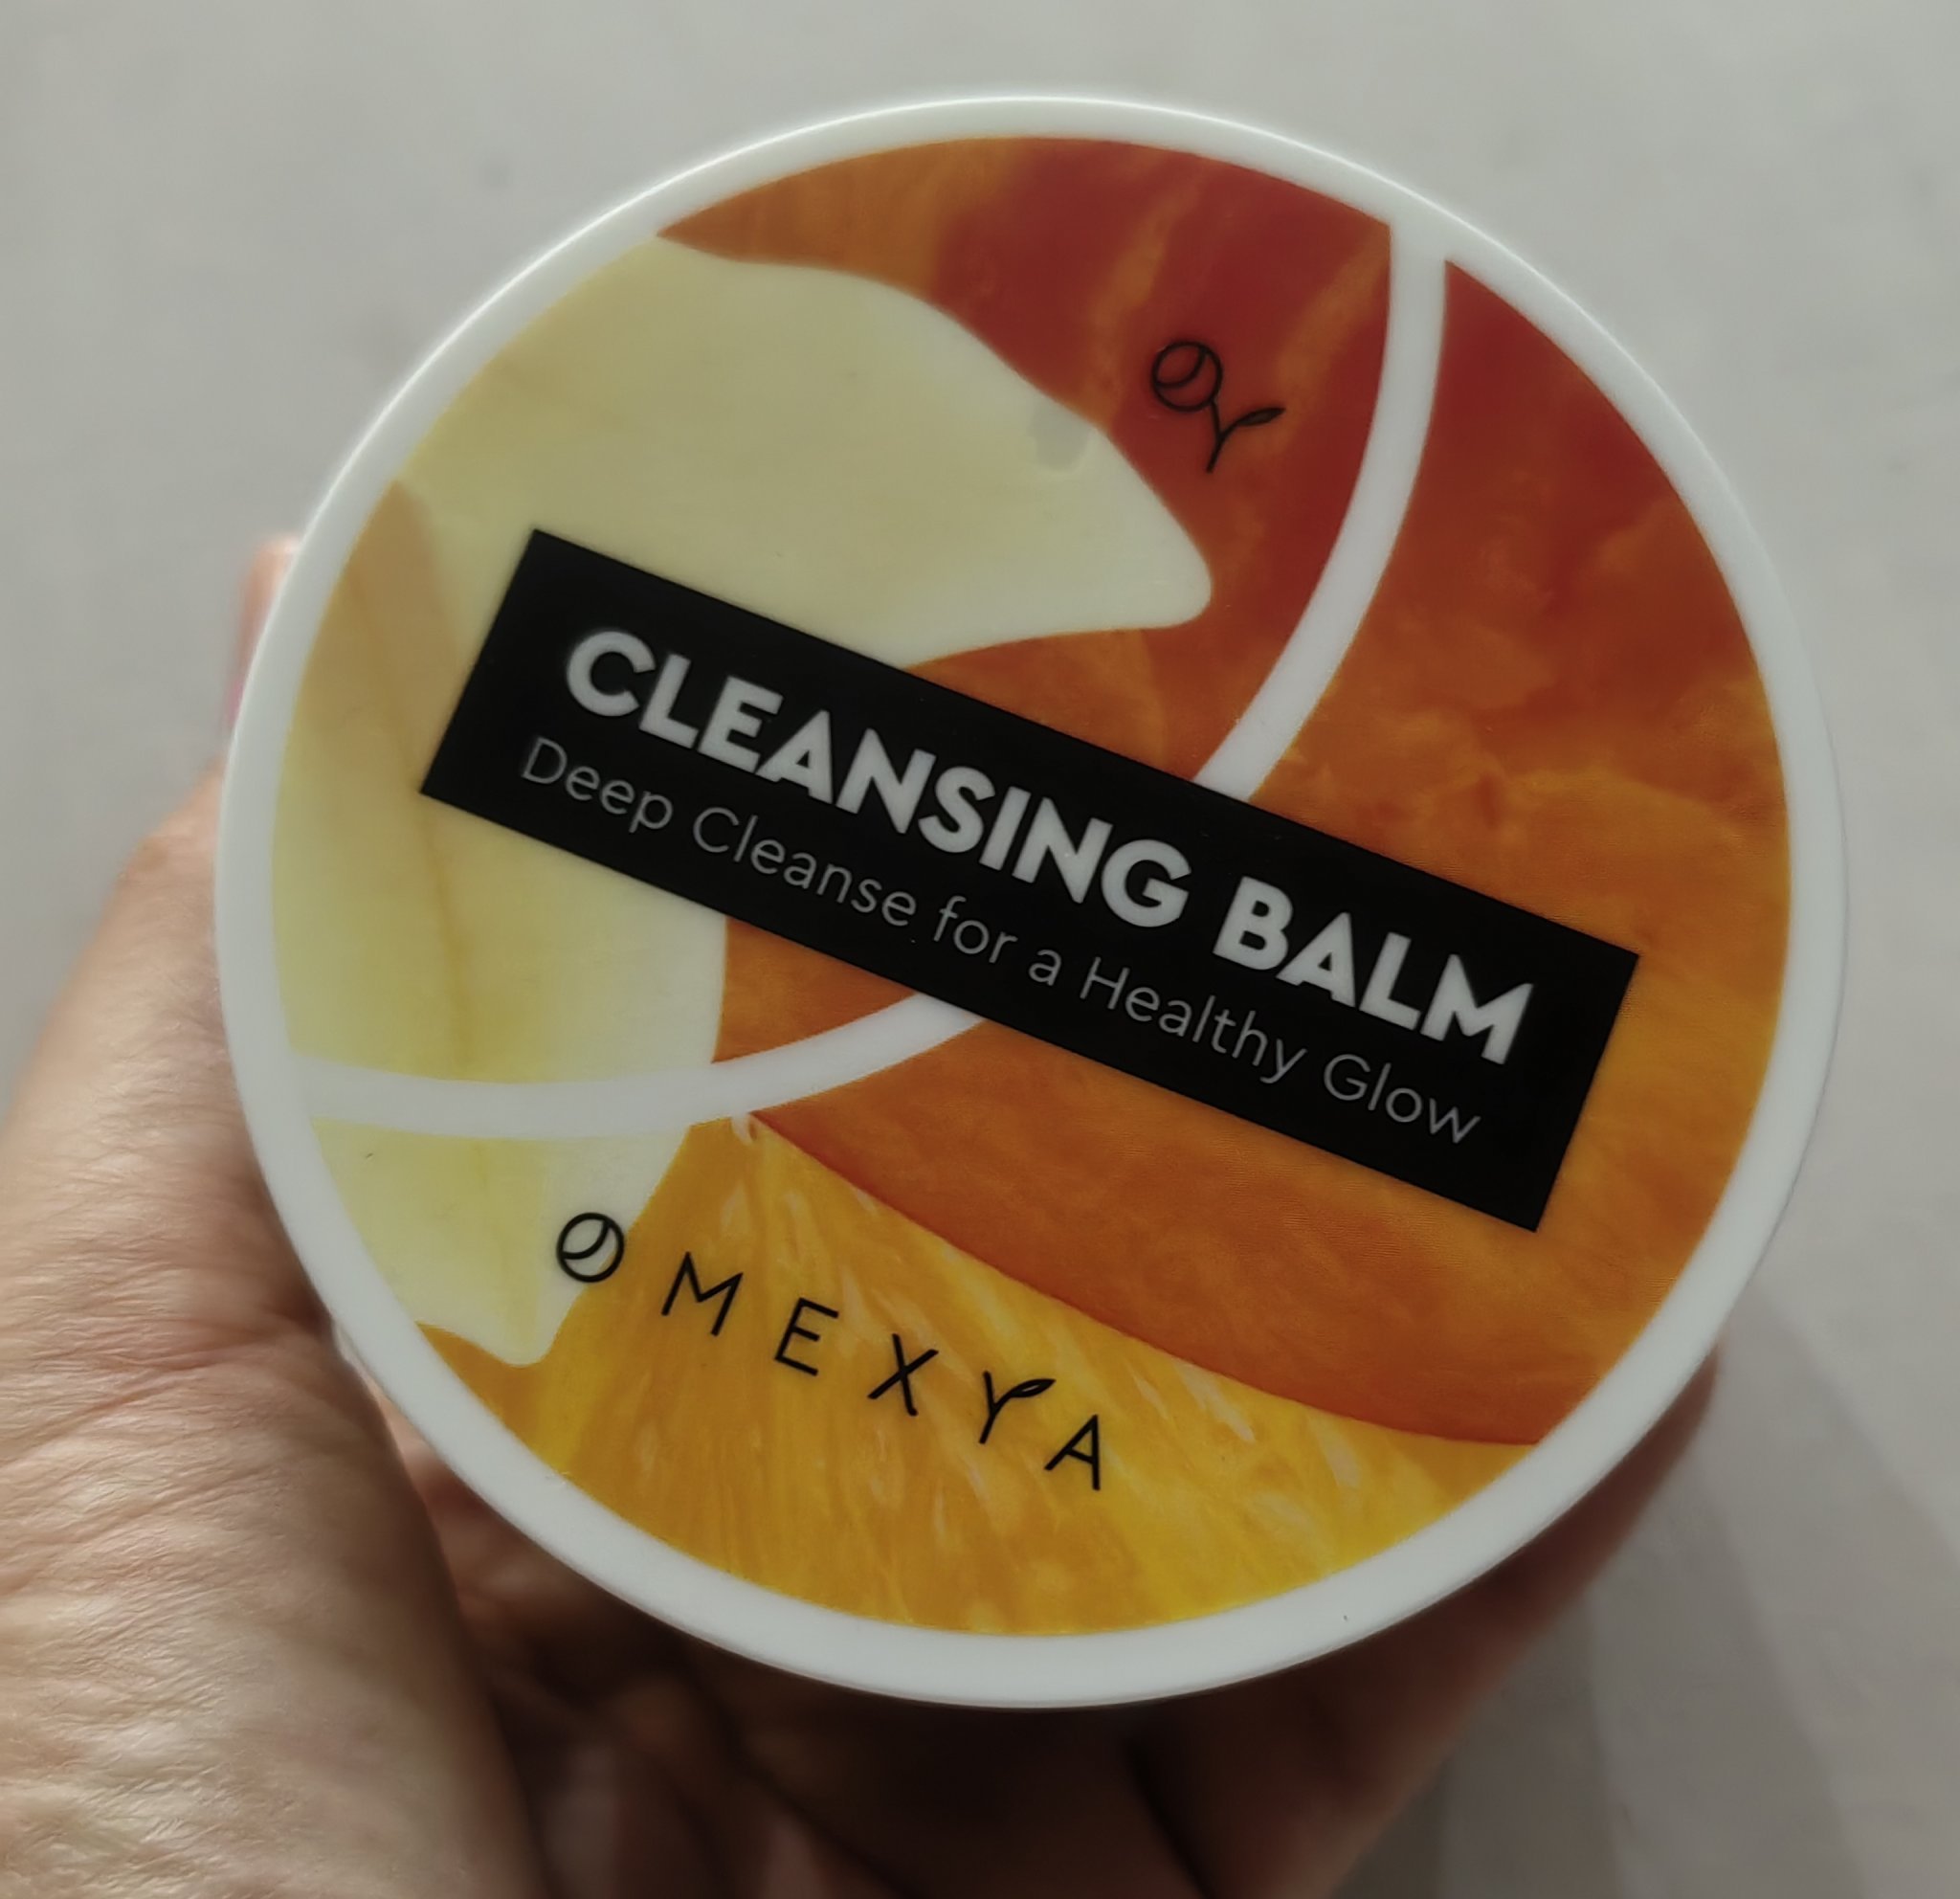 CLEANSING BALM
Deep Cleanse for a Healthy Glow
OMEXYA